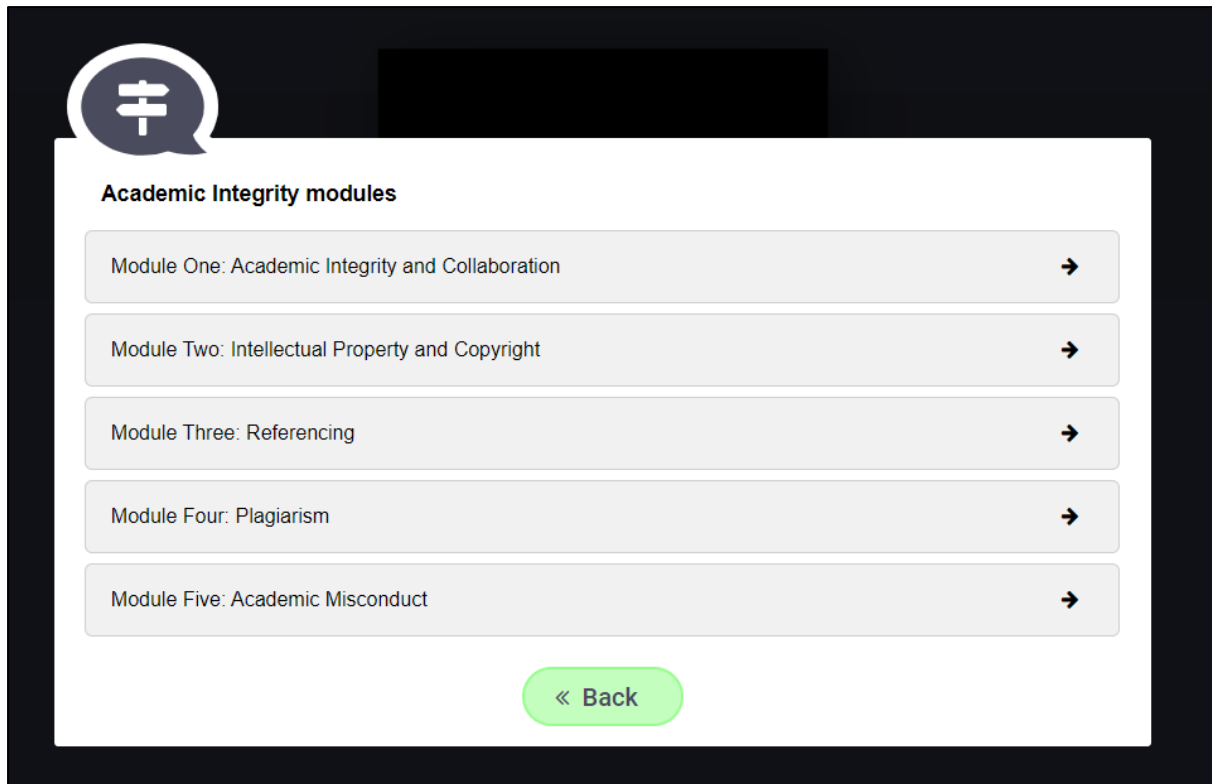 Academic Integrity modules
Module One: Academic Integrity and Collaboration
Module Two: Intellectual Property and Copyright
Module Three: Referencing
Module Four: Plagiarism
Module Five: Academic Misconduct
« Back